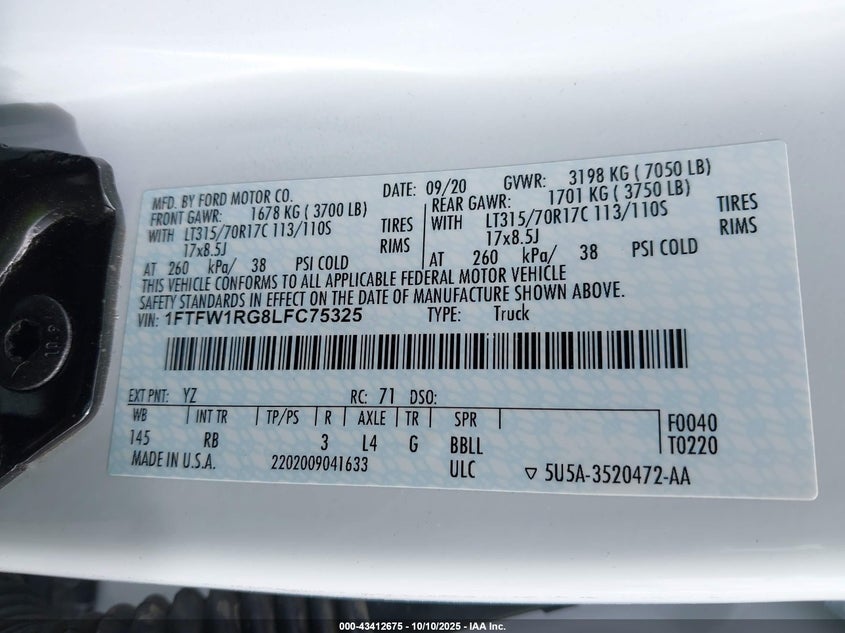 MFD. BY FORD MOTOR CO. DATE: 09/20 GVWR: 3198 KG ( 7050 LB)
FRONT GAWR: 1678 KG ( 3700 LB) REAR GAWR: 1701 KG ( 3750 LB)
WITH LT315/70R17C 113/110S TIRES WITH LT315/70R17C 113/110S TIRES
17x8.5J RIMS 17x8.5J RIMS
AT 260 kPa/ 38 PSI COLD AT 260 kPa/ 38 PSI COLD
THIS VEHICLE CONFORMS TO ALL APPLICABLE FEDERAL MOTOR VEHICLE
SAFETY STANDARDS IN EFFECT ON THE DATE OF MANUFACTURE SHOWN ABOVE.
VIN: 1FTFW1RG8LFC75325 TYPE: Truck
EXT PNT: YZ RC: 71 DSO:
WB INT TR TP/PS R AXLE TR SPR F0040
145 RB 3 L4 G BBLL T0220
MADE IN U.S.A. 2202009041633 ULC 5U5A-3520472-AA
10.9
000-43412675 - 10/10/2025 - IAA Inc.